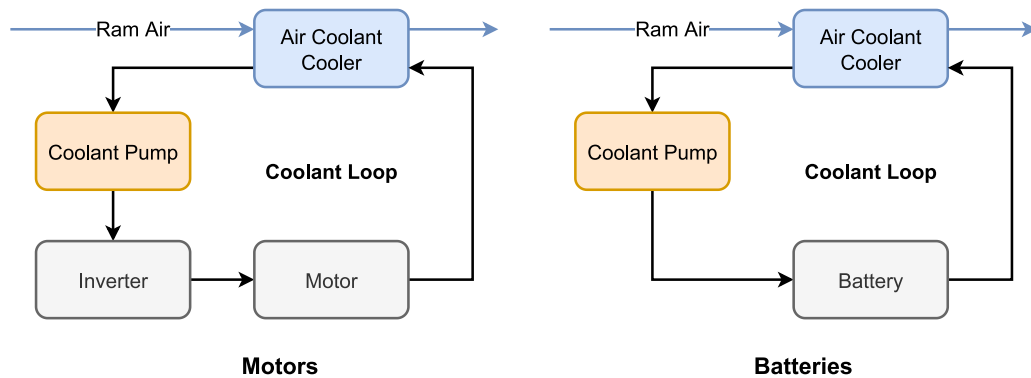 Ram Air
Air Coolant
Cooler
Coolant Pump
Coolant Loop
Inverter
Motor
Motors
Ram Air
Air Coolant
Cooler
Coolant Pump
Coolant Loop
Battery
Batteries